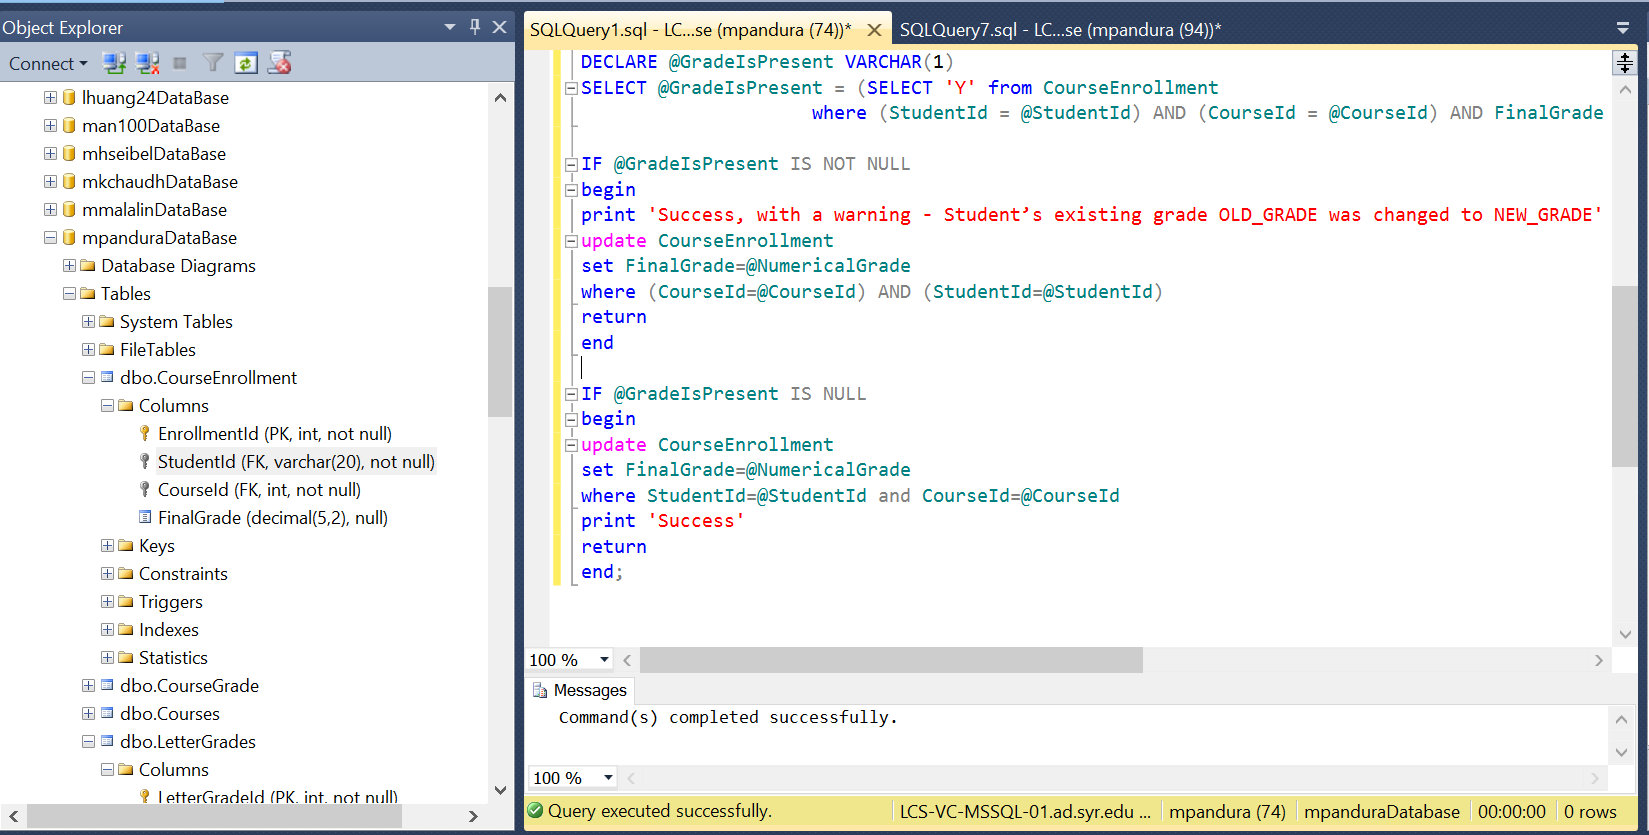 Object Explorer
Connect
lhuang24DataBase
man100DataBase
mhseibelDataBase
mkchaudhDataBase
mmalalinDataBase
mpanduraDataBase
Database Diagrams
Tables
System Tables
FileTables
dbo.CourseEnrollment
Columns
EnrollmentId (PK, int, not null)
StudentId (FK, varchar(20), not null)
CourseId (FK, int, not null)
FinalGrade (decimal(5,2), null)
Keys
Constraints
Triggers
Indexes
Statistics
dbo.CourseGrade
dbo.Courses
dbo.LetterGrades
Columns
LetterGradeId (PK, int, not null)
SQLQuery1.sql - LC...se (mpandura (74))*
SQLQuery7.sql - LC...se (mpandura (94))*
DECLARE @GradeIsPresent VARCHAR(1)
SELECT @GradeIsPresent = (SELECT 'Y' from CourseEnrollment
where (StudentId = @StudentId) AND (CourseId = @CourseId) AND FinalGrade
IF @GradeIsPresent IS NOT NULL
begin
print 'Success, with a warning - Student’s existing grade OLD_GRADE was changed to NEW_GRADE'
update CourseEnrollment
set FinalGrade=@NumericalGrade
where (CourseId=@CourseId) AND (StudentId=@StudentId)
return
end
IF @GradeIsPresent IS NULL
begin
update CourseEnrollment
set FinalGrade=@NumericalGrade
where StudentId=@StudentId and CourseId=@CourseId
print 'Success'
return
end;
100 %
Messages
Command(s) completed successfully.
100 %
Query executed successfully.
LCS-VC-MSSQL-01.ad.syr.edu ...
mpandura (74)
mpanduraDatabase
00:00:00
0 rows